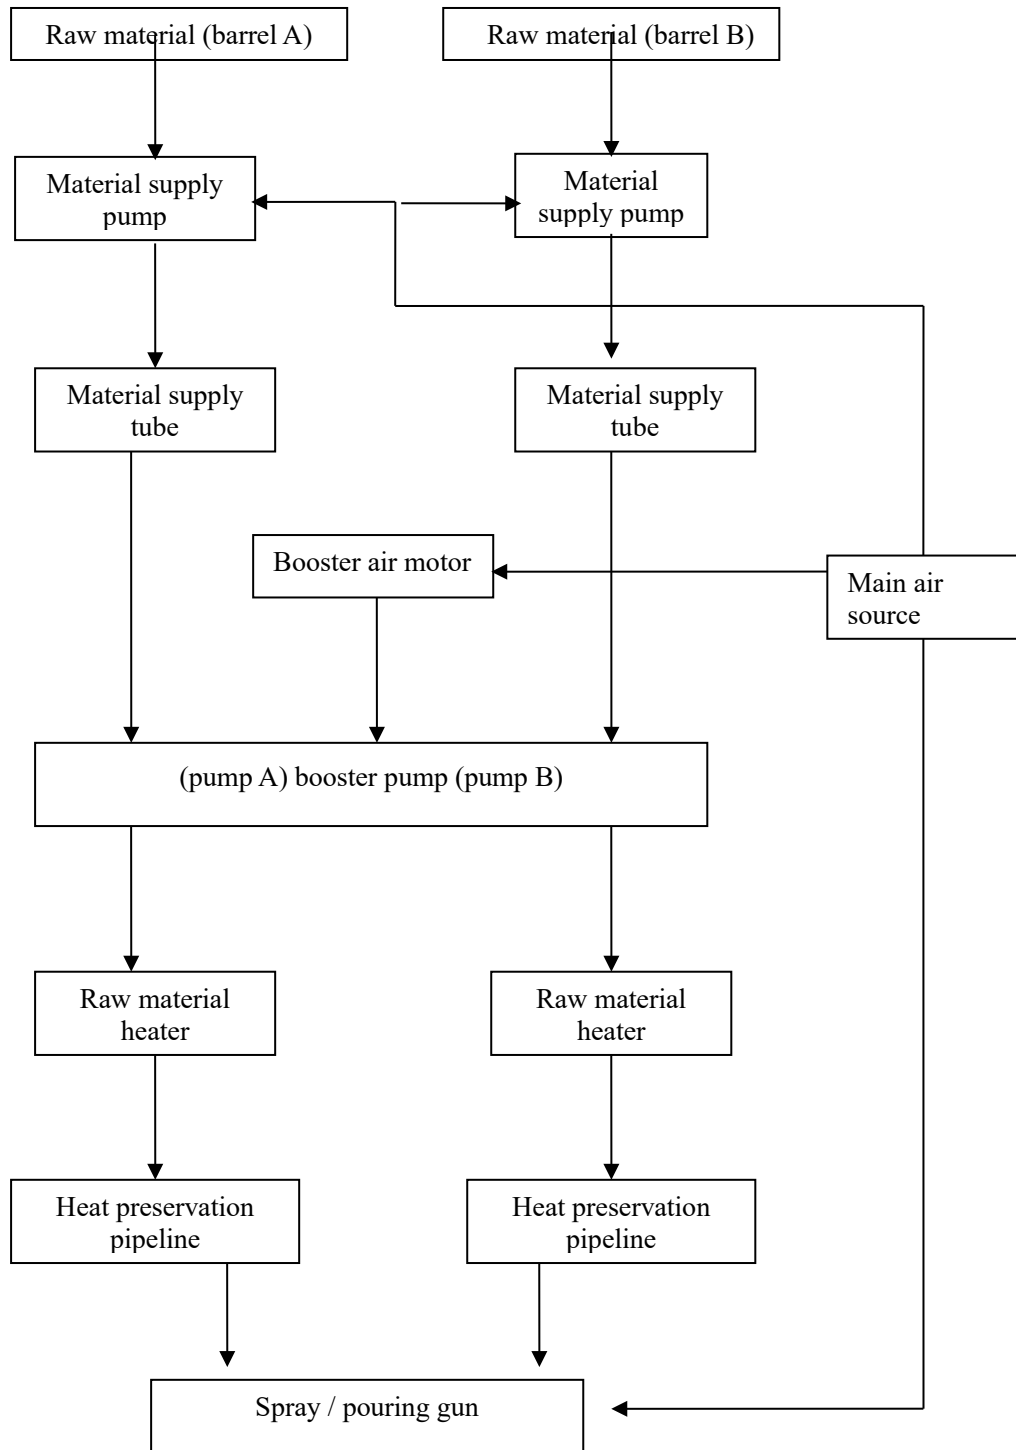 Raw material (barrel A)
Raw material (barrel B)
Material supply
pump
Material
supply pump
Material supply
tube
Material supply
tube
Booster air motor
Main air
source
(pump A) booster pump (pump B)
Raw material
heater
Raw material
heater
Heat preservation
pipeline
Heat preservation
pipeline
Spray / pouring gun